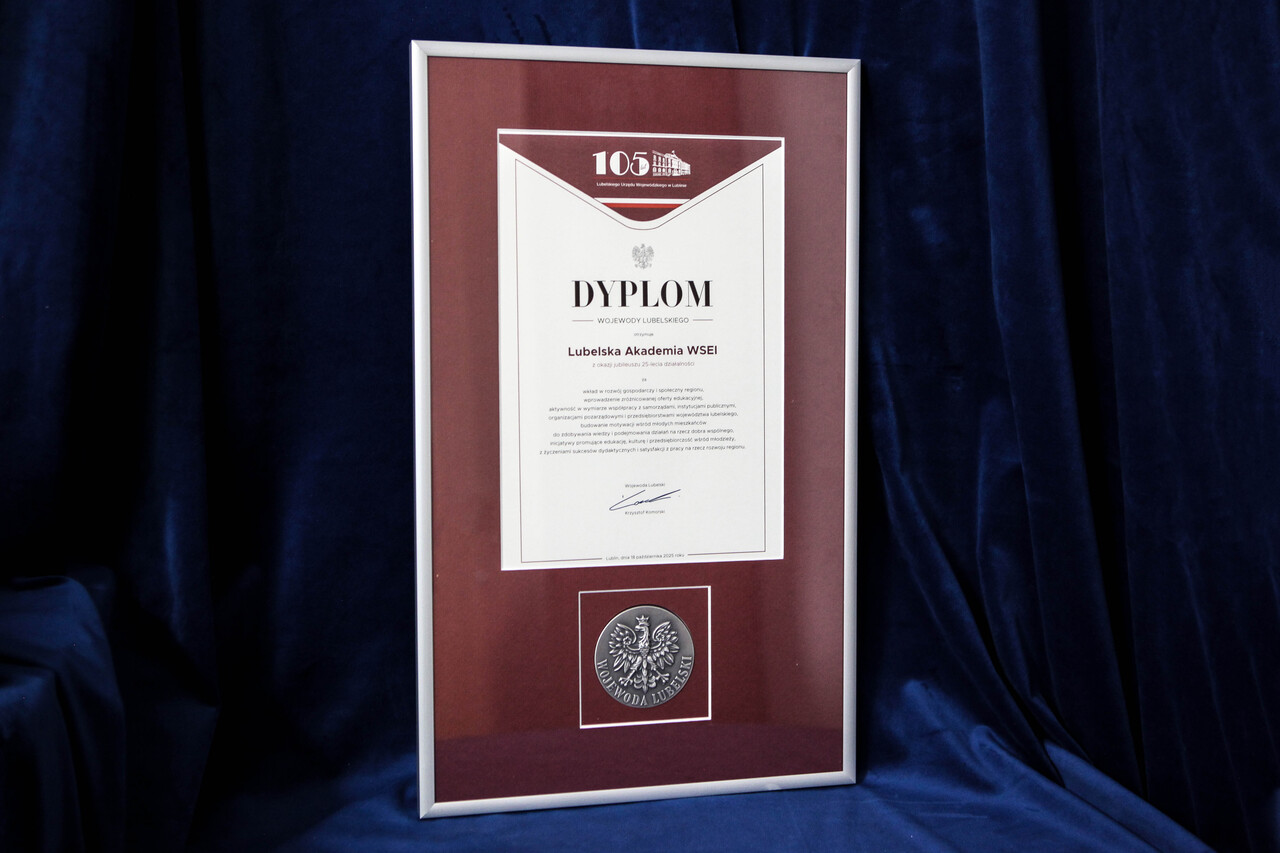 105
Lubelskiego Urzędu Wojewódzkiego w Lublinie
DYPLOM
WOJEWODY LUBELSKIEGO
otrzymuje
Lubelska Akademia WSEI
z okazji jubileuszu 25-lecia działalności
za
wkład w rozwój gospodarczy i społeczny regionu,
wprowadzenie zróżnicowanej oferty edukacyjnej,
aktywność w wymiarze współpracy z samorządami, instytucjami publicznymi,
organizacjami pozarządowymi i przedsiębiorstwami województwa lubelskiego,
budowanie motywacji wśród młodych mieszkańców
do zdobywania wiedzy i podejmowania działań na rzecz dobra wspólnego,
inicjatywy promujące edukację, kulturę i przedsiębiorczość wśród młodzieży,
z życzeniami sukcesów dydaktycznych i satysfakcji z pracy na rzecz rozwoju regionu
Wojewoda Lubelski
Krzysztof Komorski
Lublin, dnia 18 października 2025 roku
WOJEWODA LUBELSKI